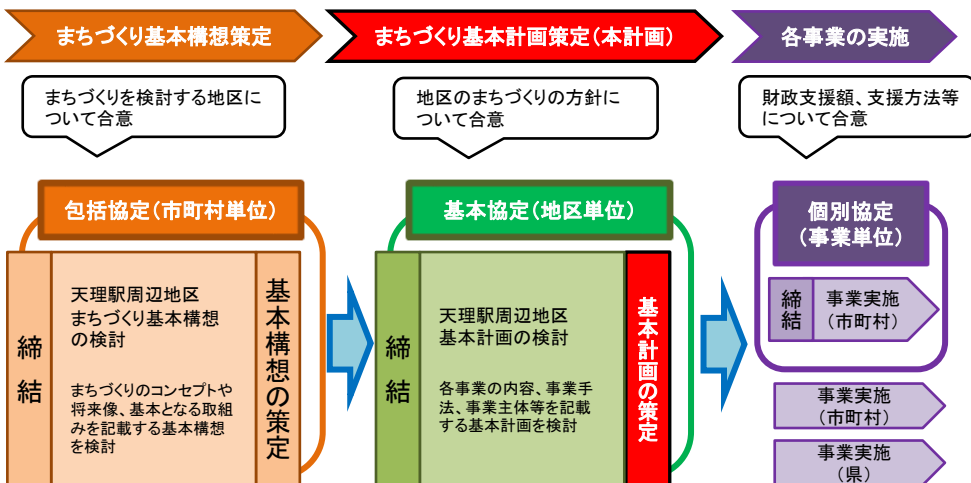 まちづくり基本構想策定
まちづくり基本計画策定(本計画)
各事業の実施
まちづくりを検討する地区に
ついて合意
地区のまちづくりの方針に
ついて合意
財政支援額、支援方法等
について合意
包括協定(市町村単位)
締結
天理駅周辺地区
まちづくり基本構想
の検討
まちづくりのコンセプトや
将来像、基本となる取組
みを記載する基本構想
を検討
基本構想の策定
基本協定(地区単位)
締結
天理駅周辺地区
基本計画の検討
各事業の内容、事業手
法、事業主体等を記載
する基本計画を検討
基本計画の策定
個別協定
(事業単位)
締結
事業実施
(市町村)
事業実施
(市町村)
事業実施
(県)